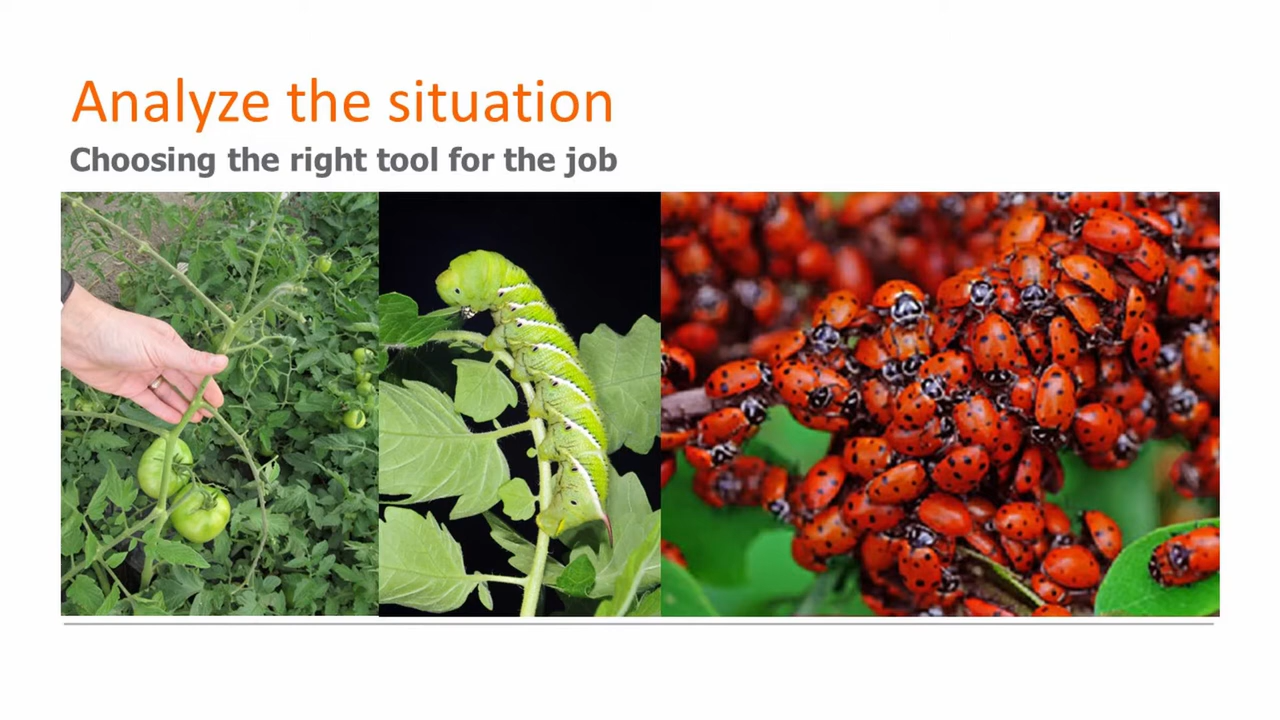 Analyze the situation
Choosing the right tool for the job